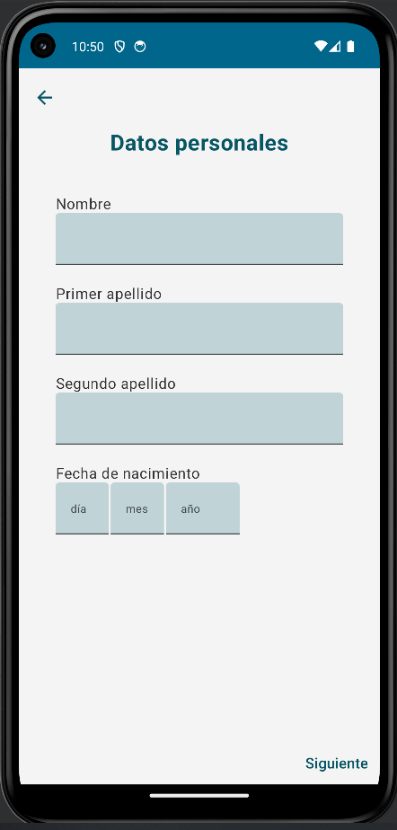 10:50
Datos personales
Nombre
Primer apellido
Segundo apellido
Fecha de nacimiento
día mes año
Siguiente